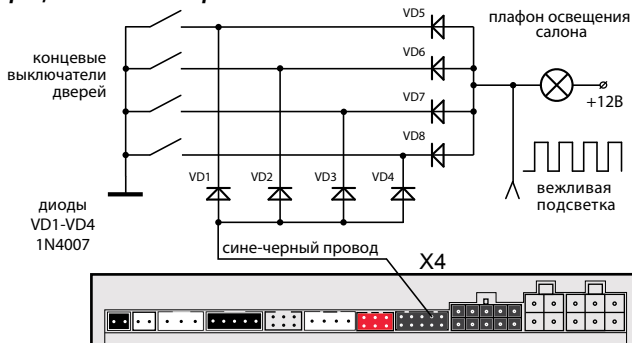 VD5
плафон освещения
салона
VD6
концевые
выключатели
дверей
+12В
VD7
VD8
VD1
VD2
VD3
VD4
вежливая
подсветка
диоды
VD1-VD4
1N4007
сине-черный провод
X4